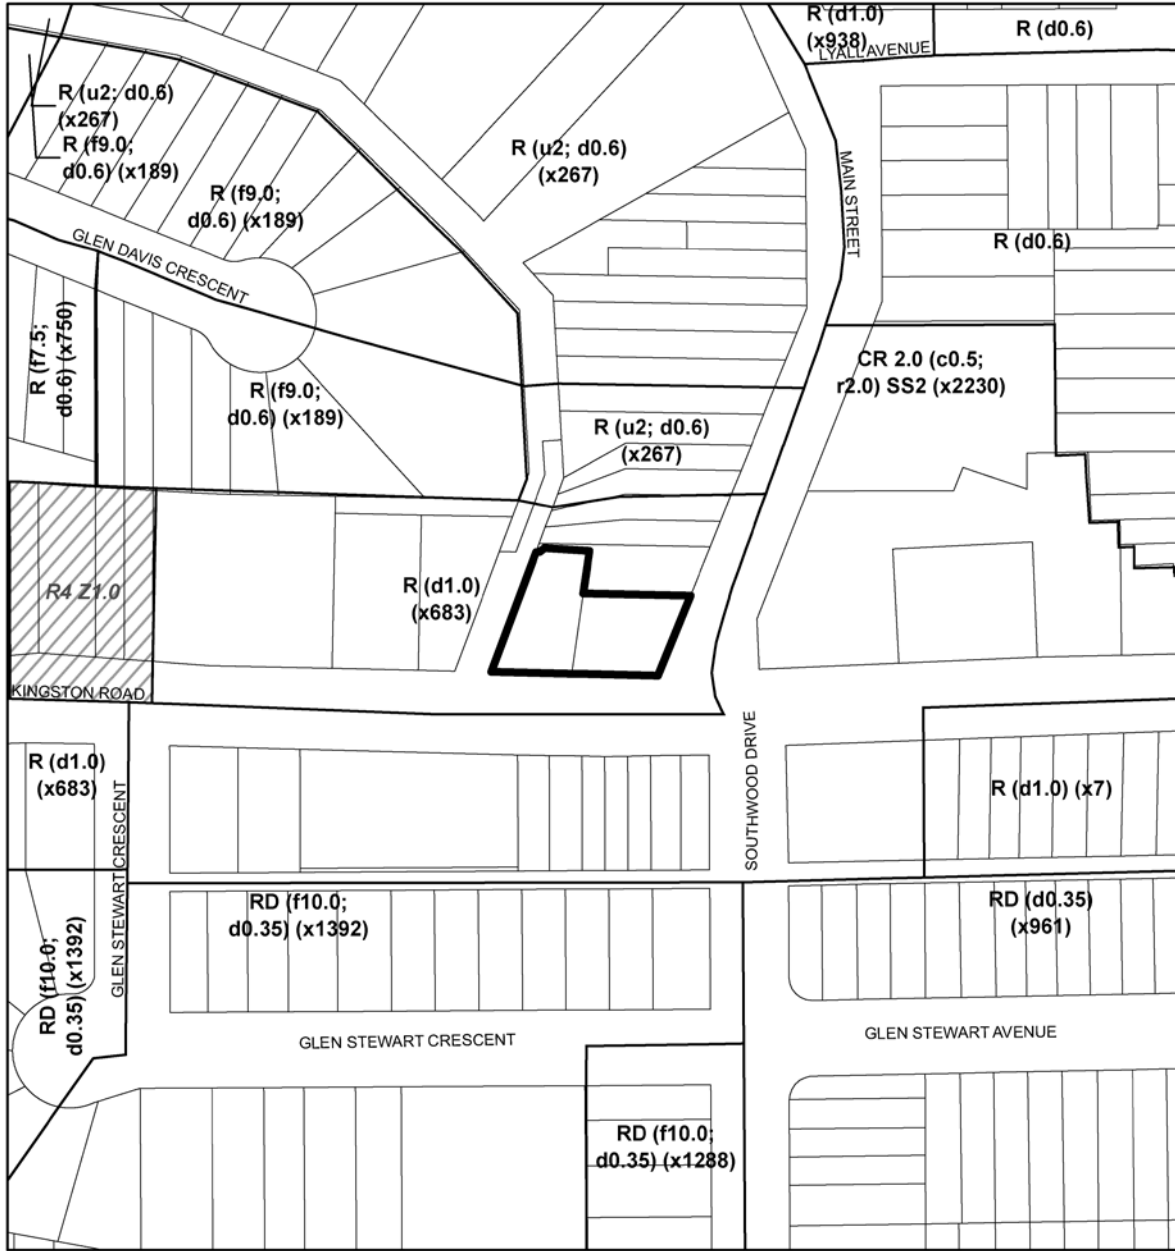 R (d1.0)
(x938)
LYALL AVENUE
R (d0.6)
R (u2; d0.6)
(x267)
R (f9.0;
d0.6) (x189)
R (f9.0;
d0.6) (x189)
R (u2; d0.6)
(x267)
MAIN STREET
R (d0.6)
GLEN DAVIS CRESCENT
R (f7.5;
d0.6) (x750)
R (f9.0;
d0.6) (x189)
CR 2.0 (c0.5;
r2.0) SS2 (x2230)
R (u2; d0.6)
(x267)
R4 Z1.0
R (d1.0)
(x683)
KINGSTON ROAD
R (d1.0)
(x683)
GLEN STEWART CRESCENT
SOUTHWOOD DRIVE
R (d1.0) (x7)
RD (f10.0;
d0.35) (x1392)
RD (f10.0;
d0.35) (x1392)
RD (d0.35)
(x961)
GLEN STEWART CRESCENT
GLEN STEWART AVENUE
RD (f10.0;
d0.35) (x1288)